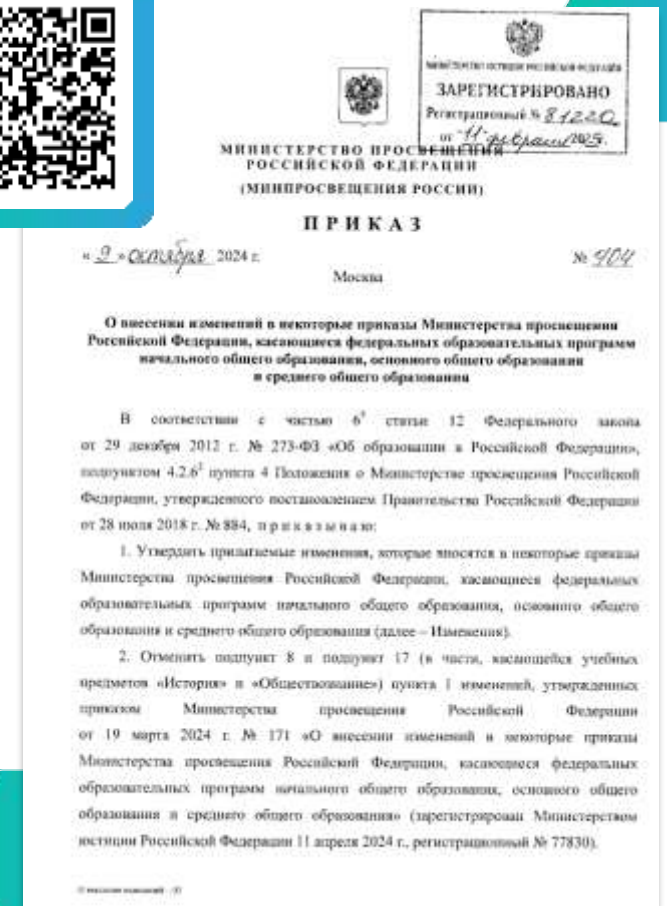 МИНИСТЕРСТВО ЮСТИЦИИ РОССИЙСКОЙ ФЕДЕРАЦИИ
ЗАРЕГИСТРИРОВАНО
Регистрационный № 81220
от "11" февраля 2025.
МИНИСТЕРСТВО ПРОСВЕЩЕНИЯ
РОССИЙСКОЙ ФЕДЕРАЦИИ
(МИНПРОСВЕЩЕНИЯ РОССИИ)
ПРИКАЗ
« 9 » октября 2024 г.
№ 704
Москва
О внесении изменений в некоторые приказы Министерства просвещения
Российской Федерации, касающиеся федеральных образовательных программ
начального общего образования, основного общего образования
и среднего общего образования
В соответствии с частью 6⁵ статьи 12 Федерального закона
от 29 декабря 2012 г. № 273-ФЗ «Об образовании в Российской Федерации»,
подпунктом 4.2.6² пункта 4 Положения о Министерстве просвещения Российской
Федерации, утвержденного постановлением Правительства Российской Федерации
от 28 июля 2018 г. № 884, п р и к а з ы в а ю:
1. Утвердить прилагаемые изменения, которые вносятся в некоторые приказы
Министерства просвещения Российской Федерации, касающиеся федеральных
образовательных программ начального общего образования, основного общего
образования и среднего общего образования (далее – Изменения).
2. Отменить подпункт 8 и подпункт 17 (в части, касающейся учебных
предметов «История» и «Обществознание») пункта 1 изменений, утвержденных
приказом Министерства просвещения Российской Федерации
от 19 марта 2024 г. № 171 «О внесении изменений в некоторые приказы
Министерства просвещения Российской Федерации, касающиеся федеральных
образовательных программ начального общего образования, основного общего
образования и среднего общего образования» (зарегистрирован Министерством
юстиции Российской Федерации 11 апреля 2024 г., регистрационный № 77830).
О внесении изменений